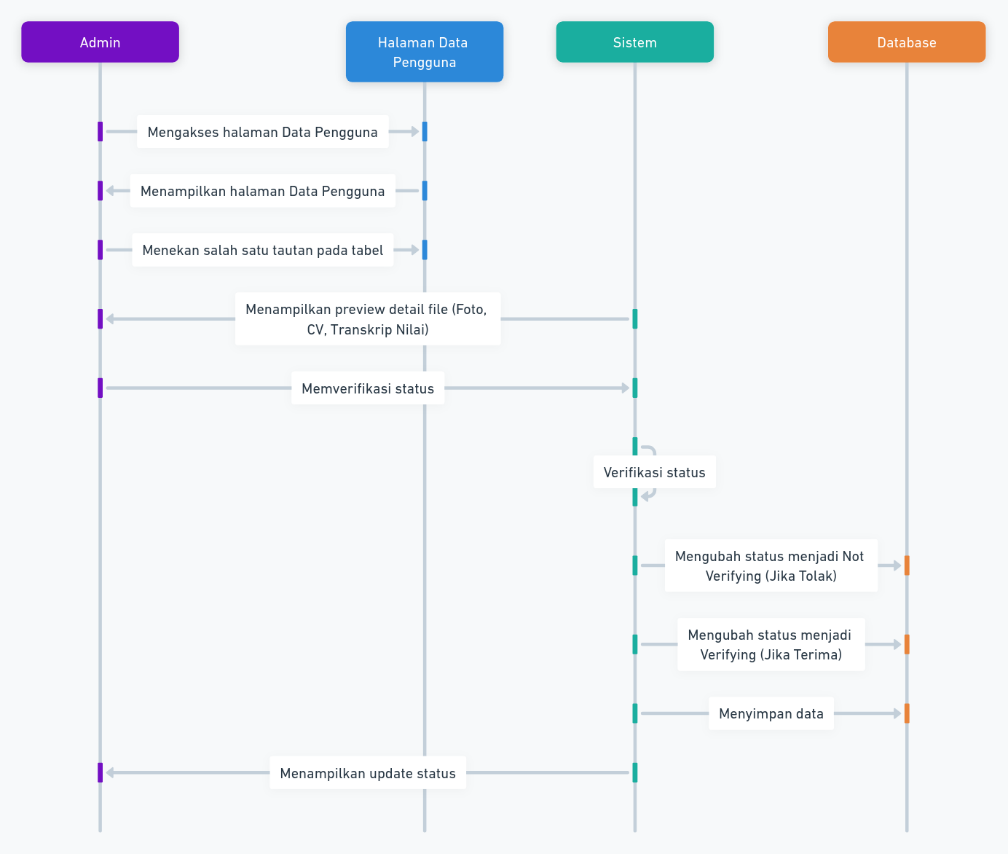 Admin
Halaman Data
Pengguna
Sistem
Database
Mengakses halaman Data Pengguna
Menampilkan halaman Data Pengguna
Menekan salah satu tautan pada tabel
Menampilkan preview detail file (Foto,
CV, Transkrip Nilai)
Memverifikasi status
Verifikasi status
Mengubah status menjadi Not
Verifying (Jika Tolak)
Mengubah status menjadi
Verifying (Jika Terima)
Menyimpan data
Menampilkan update status